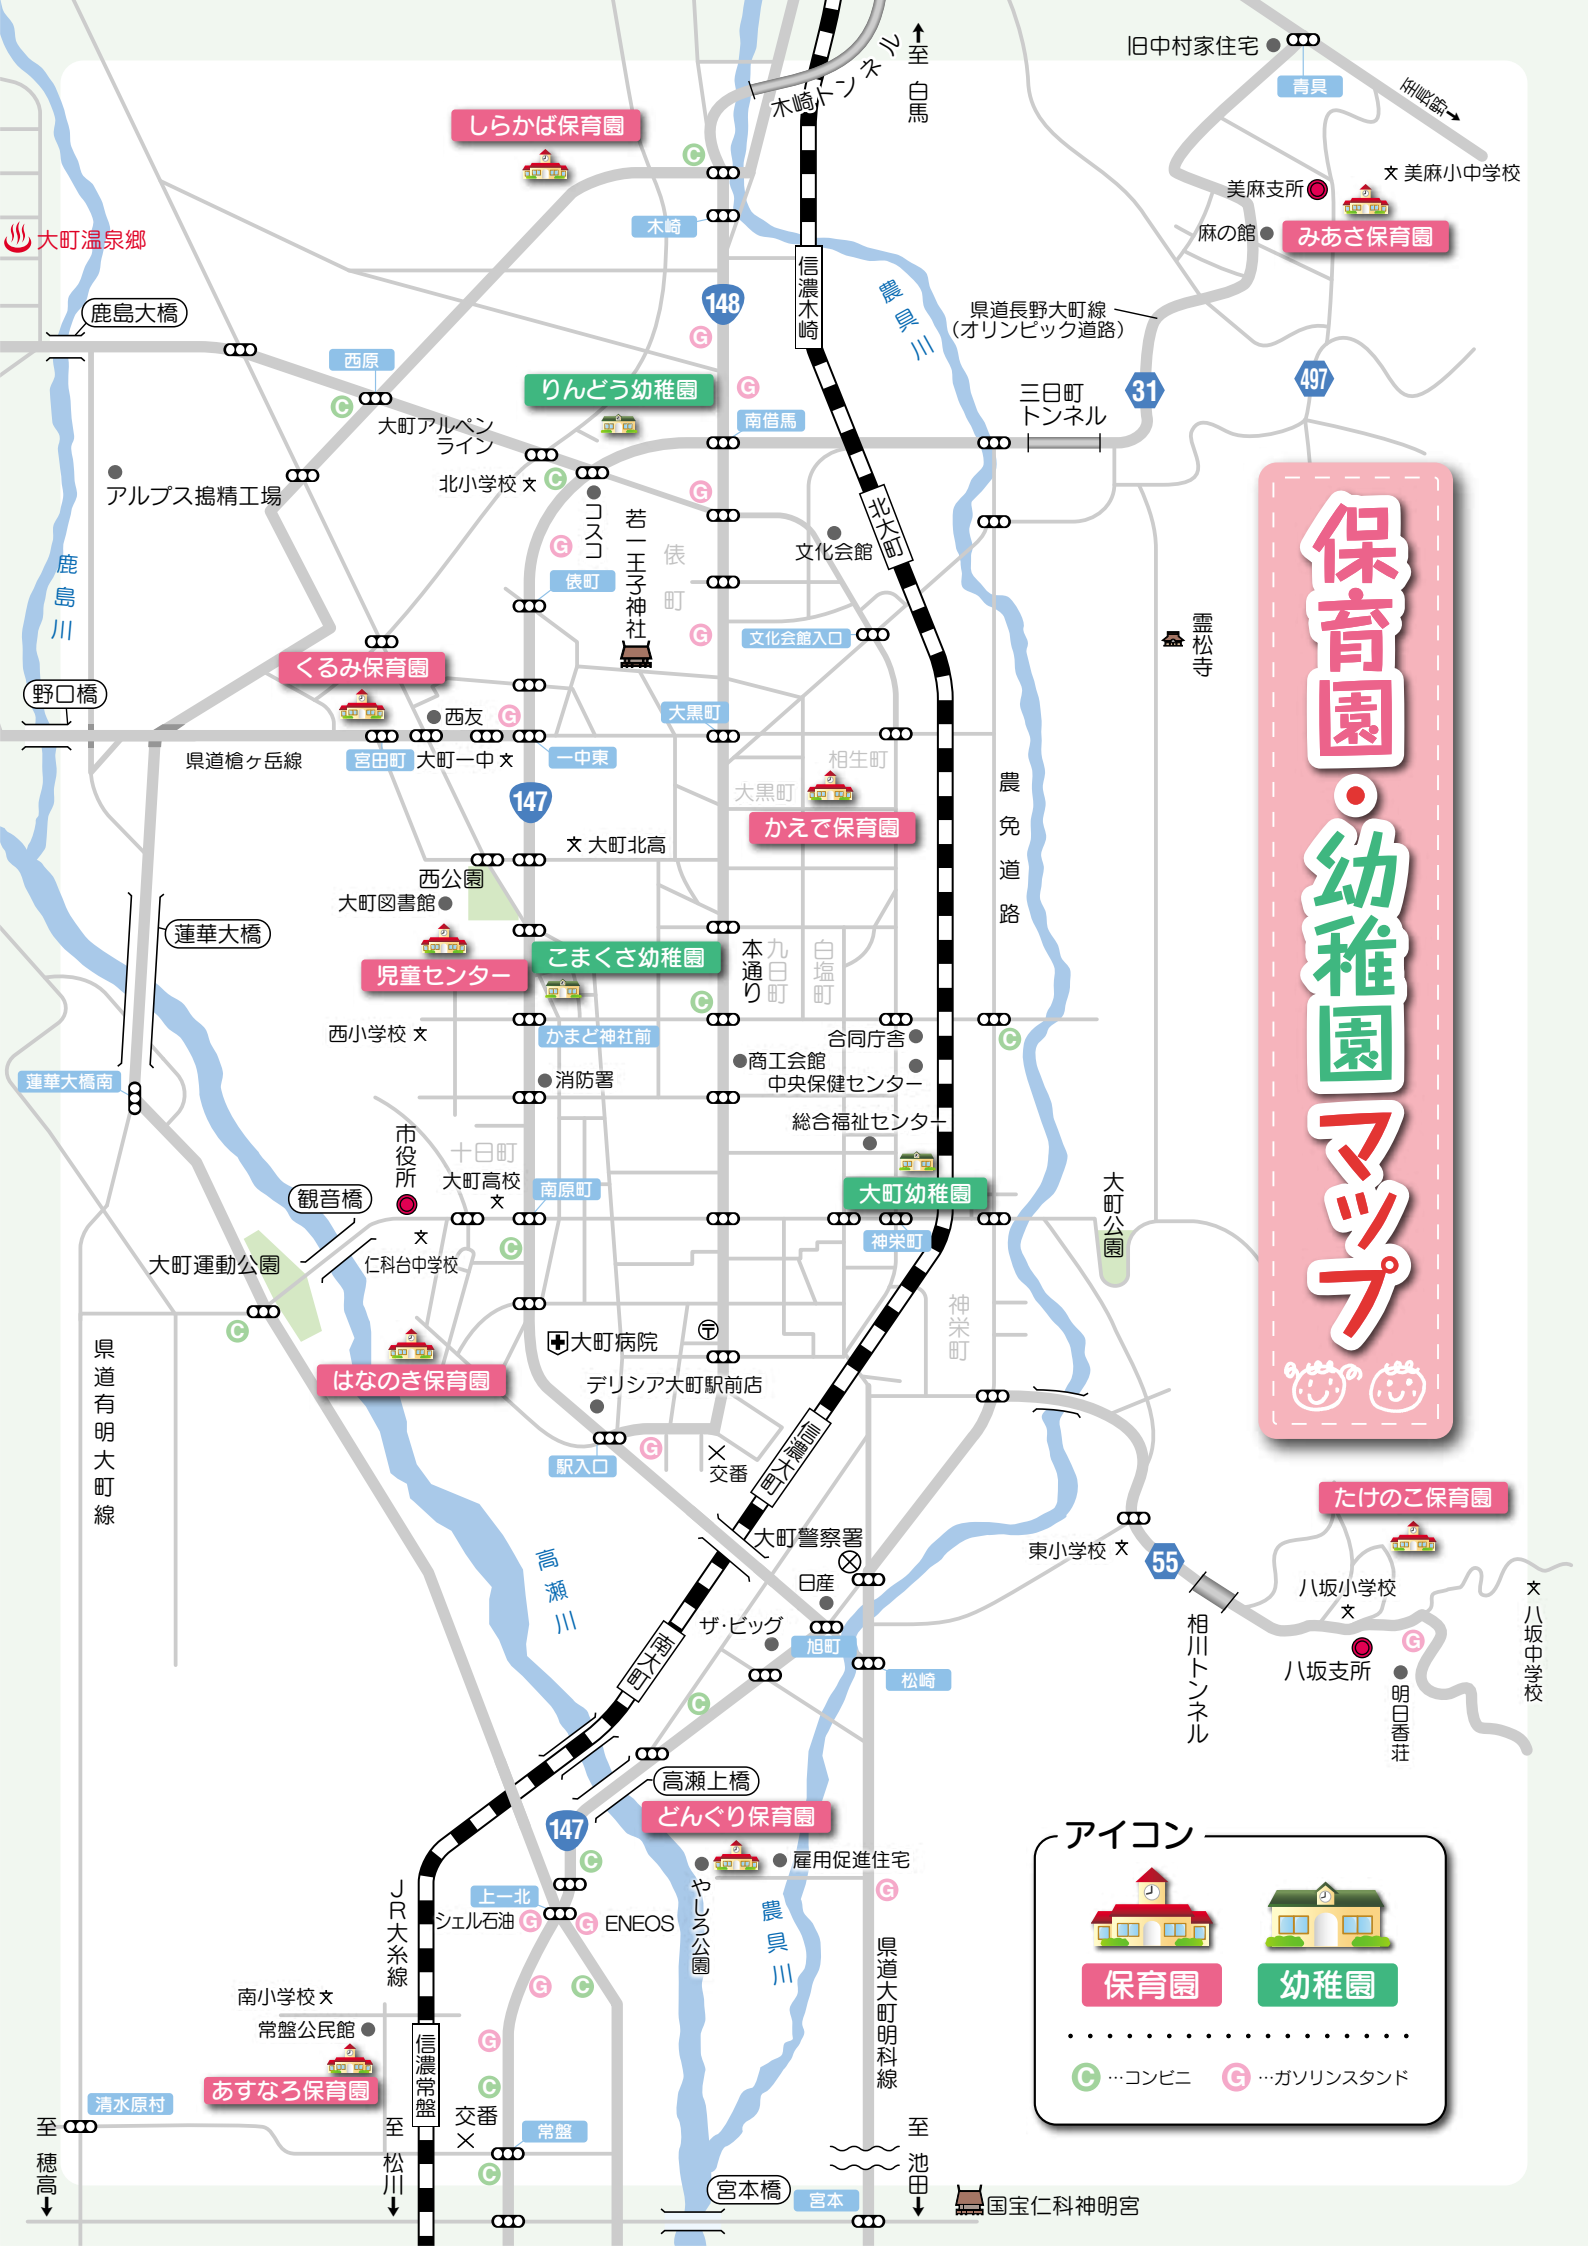 保育園・幼稚園マップ
木崎トンネル
至 白馬
旧中村家住宅
青具
至長野
しらかば保育園
C
木崎
美麻小中学校
美麻支所
麻の館
みあさ保育園
大町温泉郷
鹿島大橋
148
G
信濃木崎
農具川
県道長野大町線
(オリンピック道路)
西原
C
りんどう幼稚園
G
南借馬
31
497
三日町
トンネル
大町アルペン
ライン
北小学校
C
アルプス搗精工場
コスコ
G
若一王子神社
俵町
G
文化会館
北大町
鹿島川
俵町
G
文化会館入口
霊松寺
くるみ保育園
野口橋
西友
G
大黒町
県道槍ヶ岳線
宮田町
大町一中
一中東
相生町
大黒町
かえで保育園
農免道路
147
大町北高
西公園
大町図書館
蓮華大橋
児童センター
こまくさ幼稚園
本通り
九日町
白塩町
C
西小学校
かまど神社前
合同庁舎
C
商工会館
蓮華大橋南
消防署
中央保健センター
総合福祉センター
市役所
十日町
大町高校
南原町
大町幼稚園
神栄町
大町公園
観音橋
C
仁科台中学校
大町運動公園
C
神栄町
県道有明大町線
はなのき保育園
大町病院
〒
デリシア大町駅前店
駅入口
G
交番
信濃大町
たけのこ保育園
大町警察署
東小学校
55
高瀬川
日産
ザ・ビッグ
旭町
松崎
南大町
相川トンネル
八坂小学校
八坂支所
G
明日香荘
八坂中学校
C
高瀬上橋
147
どんぐり保育園
C
雇用促進住宅
G
やしろ公園
農具川
上一北
シェル石油
G
G
ENEOS
JR大糸線
G
C
県道大町明科線
南小学校
常盤公民館
あすなろ保育園
信濃常盤
G
C
清水原村
至 穂高
至 松川
交番
常盤
C
宮本橋
宮本
至 池田
国宝仁科神明宮
アイコン
保育園
幼稚園
C…コンビニ
G…ガソリンスタンド